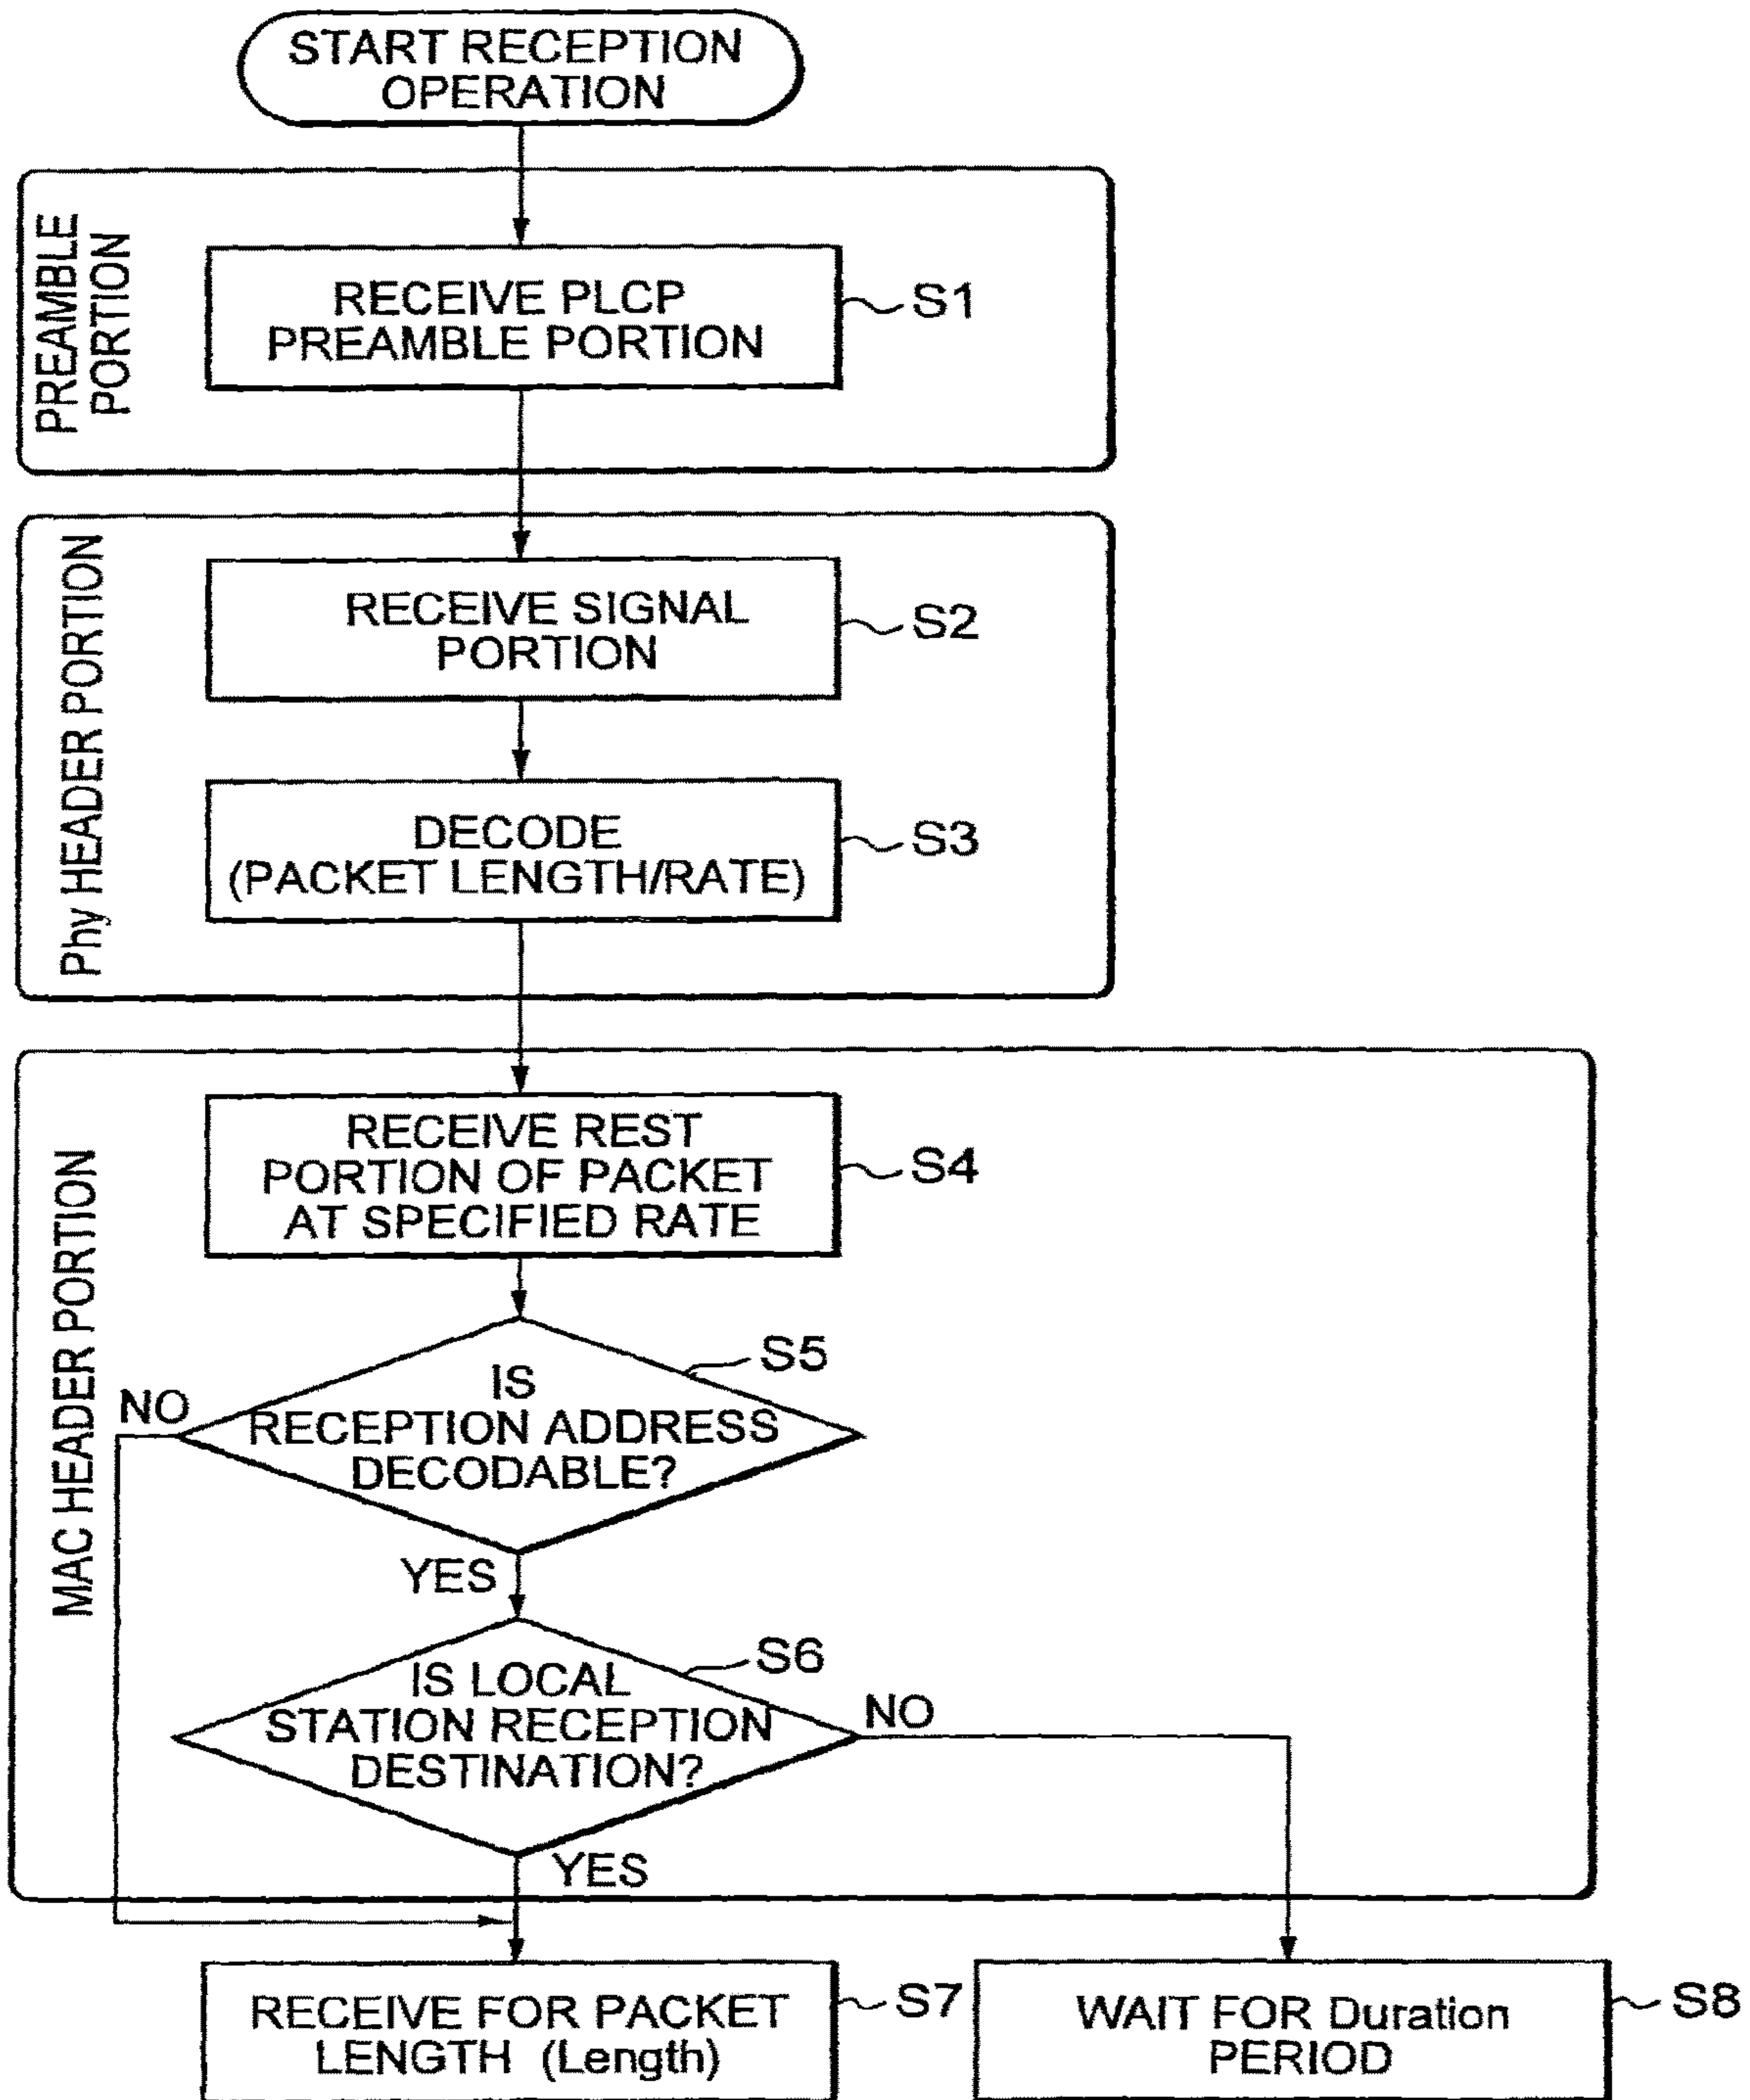 START RECEPTION
OPERATION
PREAMBLE
PORTION
RECEIVE PLCP
PREAMBLE PORTION
S1
Phy HEADER PORTION
RECEIVE SIGNAL
PORTION
S2
DECODE
(PACKET LENGTH/RATE)
S3
MAC HEADER PORTION
RECEIVE REST
PORTION OF PACKET
AT SPECIFIED RATE
S4
S5
IS
RECEPTION ADDRESS
DECODABLE?
NO
YES
S6
IS LOCAL
STATION RECEPTION
DESTINATION?
NO
YES
RECEIVE FOR PACKET
LENGTH (Length)
S7
WAIT FOR Duration
PERIOD
S8